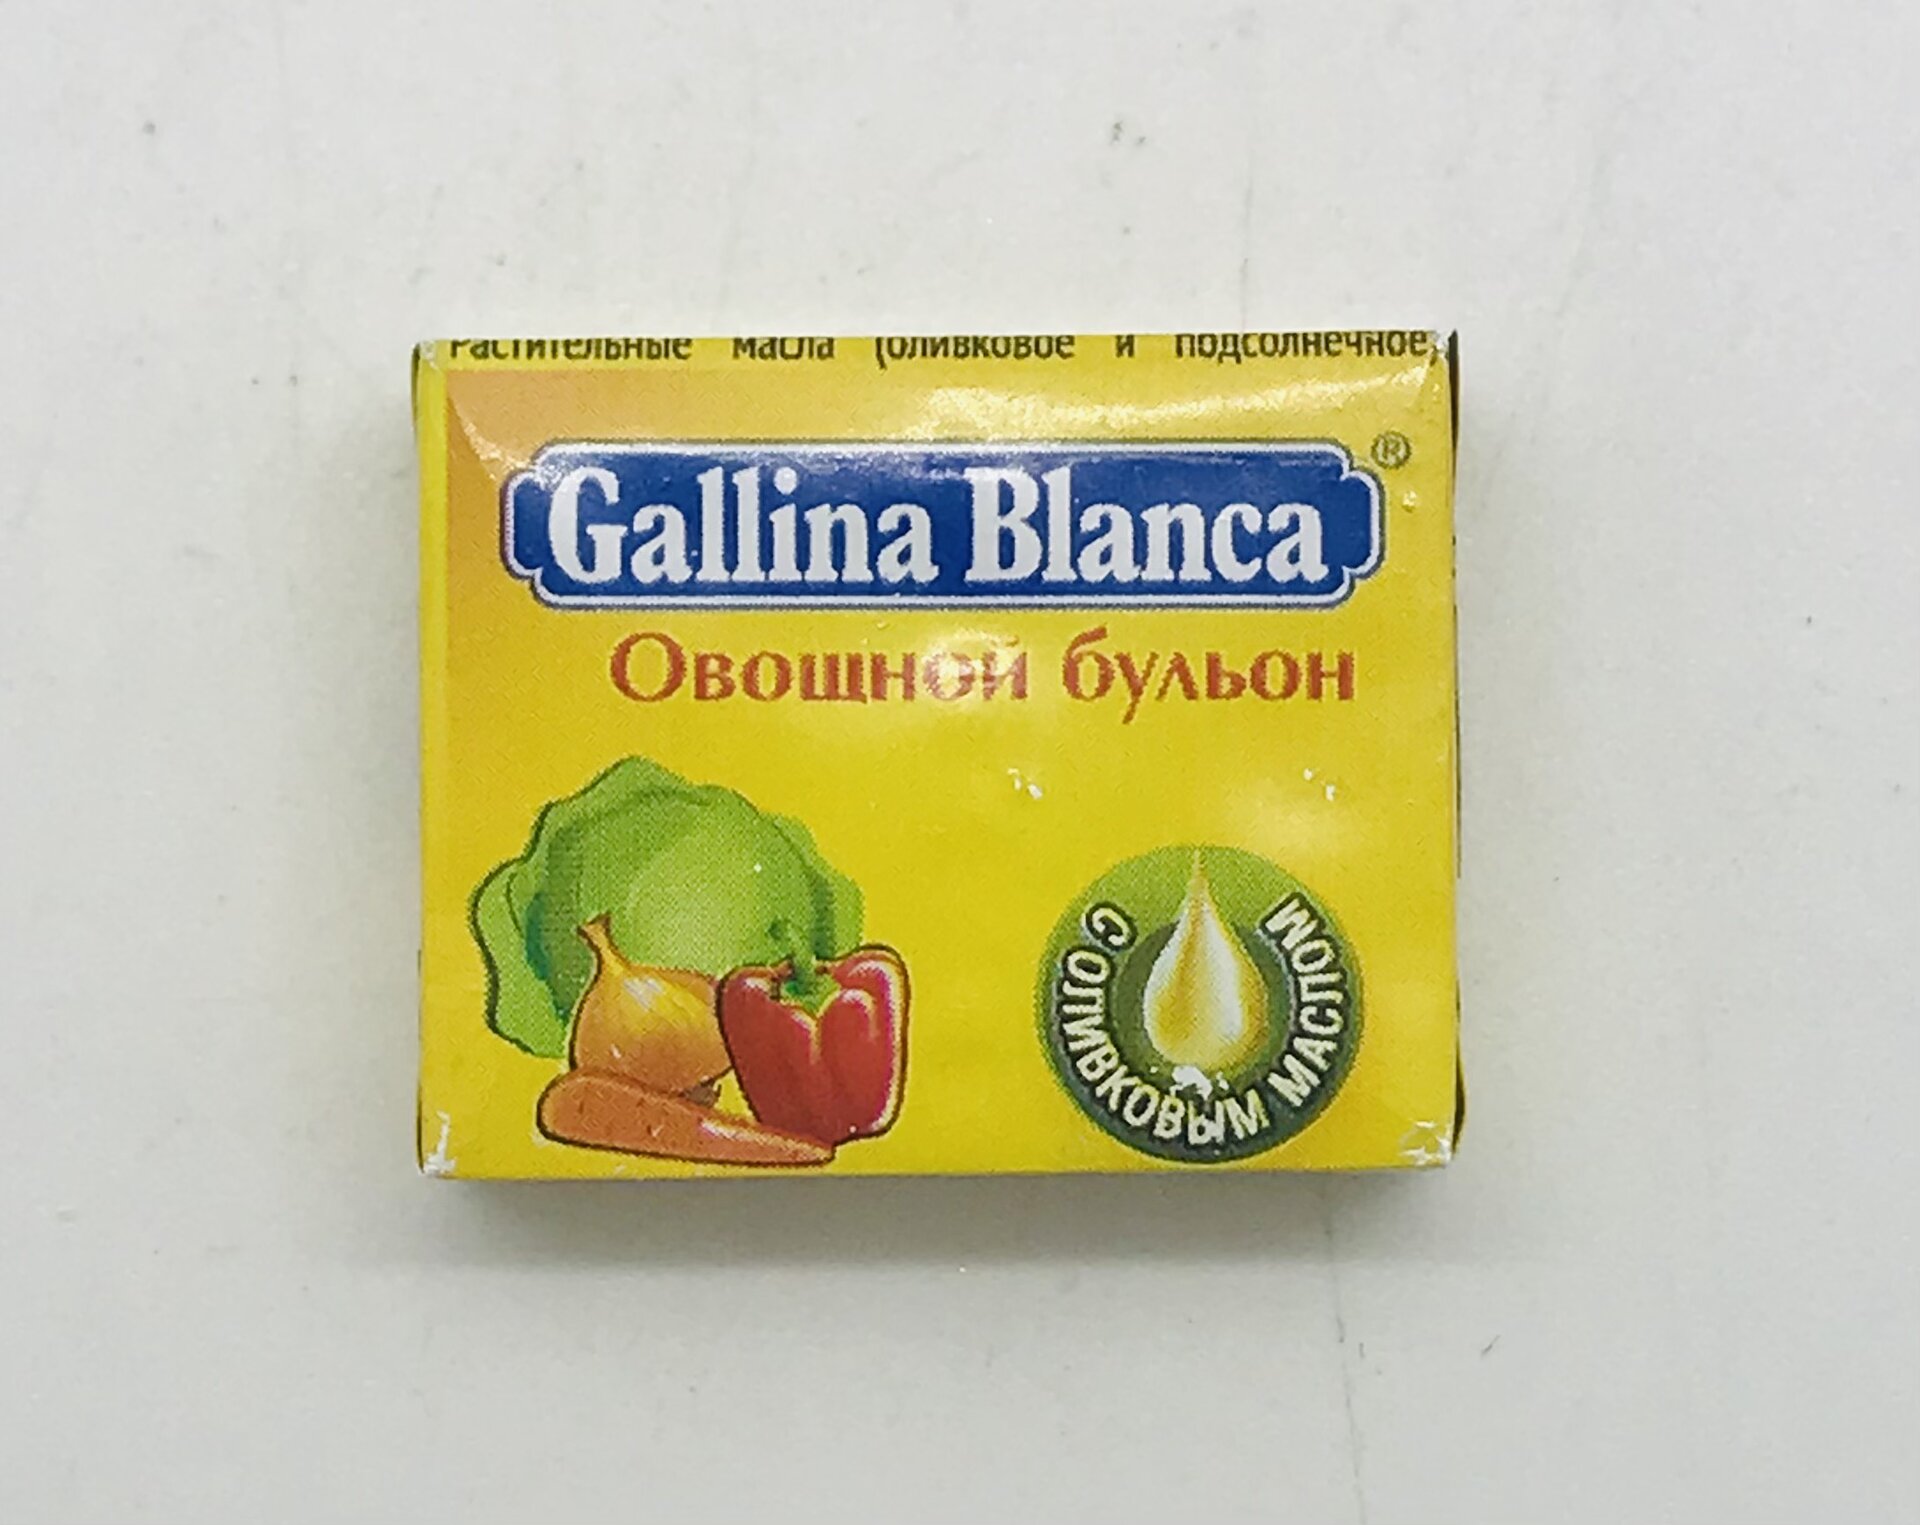 Растительные масла (оливковое и подсолнечное)
Gallina Blanca®
Овощной бульон
С ОЛИВКОВЫМ МАСЛОМ